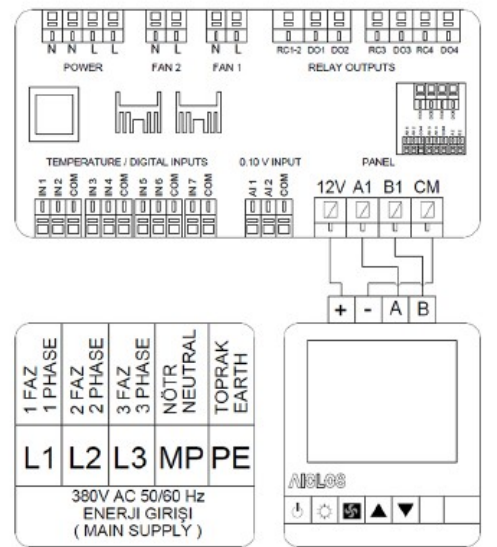 N N L L N L N L RC1-2 DO1 DO2 RC3 DO3 RC4 DO4
POWER FAN 2 FAN 1 RELAY OUTPUTS
TEMPERATURE / DIGITAL INPUTS 0.10 V INPUT PANEL
IN 1 IN 2 COM IN 3 IN 4 COM IN 5 IN 6 COM IN 7 COM AI 1 AI 2 COM
12V A1 B1 CM
+ - A B
1 FAZ
1 PHASE
2 FAZ
2 PHASE
3 FAZ
3 PHASE
NÖTR
NEUTRAL
TOPRAK
EARTH
L1 L2 L3 MP PE
380V AC 50/60 Hz
ENERJI GIRIŞI
( MAIN SUPPLY )